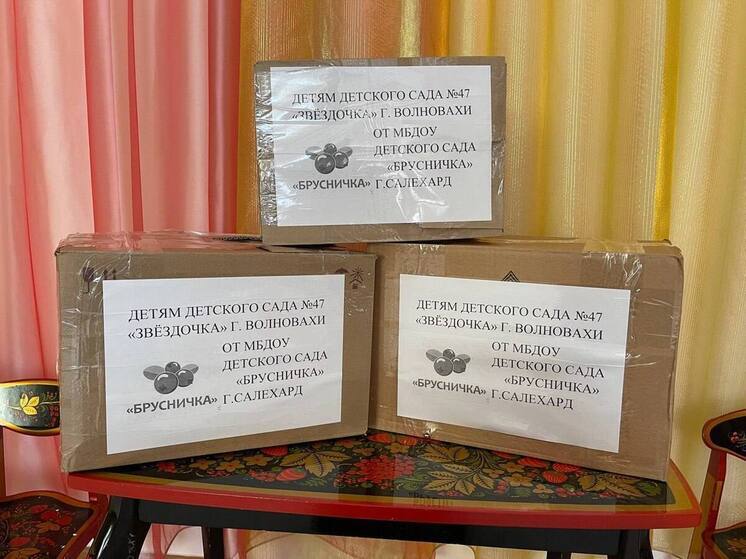 ДЕТЯМ ДЕТСКОГО САДА №47
«ЗВЁЗДОЧКА» Г. ВОЛНОВАХИ
ОТ МБДОУ
ДЕТСКОГО САДА
«БРУСНИЧКА»
Г.САЛЕХАРД
«БРУСНИЧКА»
ДЕТЯМ ДЕТСКОГО САДА №47
«ЗВЁЗДОЧКА» Г. ВОЛНОВАХИ
ОТ МБДОУ
ДЕТСКОГО САДА
«БРУСНИЧКА»
Г.САЛЕХАРД
«БРУСНИЧКА»
ДЕТЯМ ДЕТСКОГО САДА №47
«ЗВЁЗДОЧКА» Г. ВОЛНОВАХИ
ОТ МБДОУ
ДЕТСКОГО САДА
«БРУСНИЧКА»
Г.САЛЕХАРД
«БРУСНИЧКА»